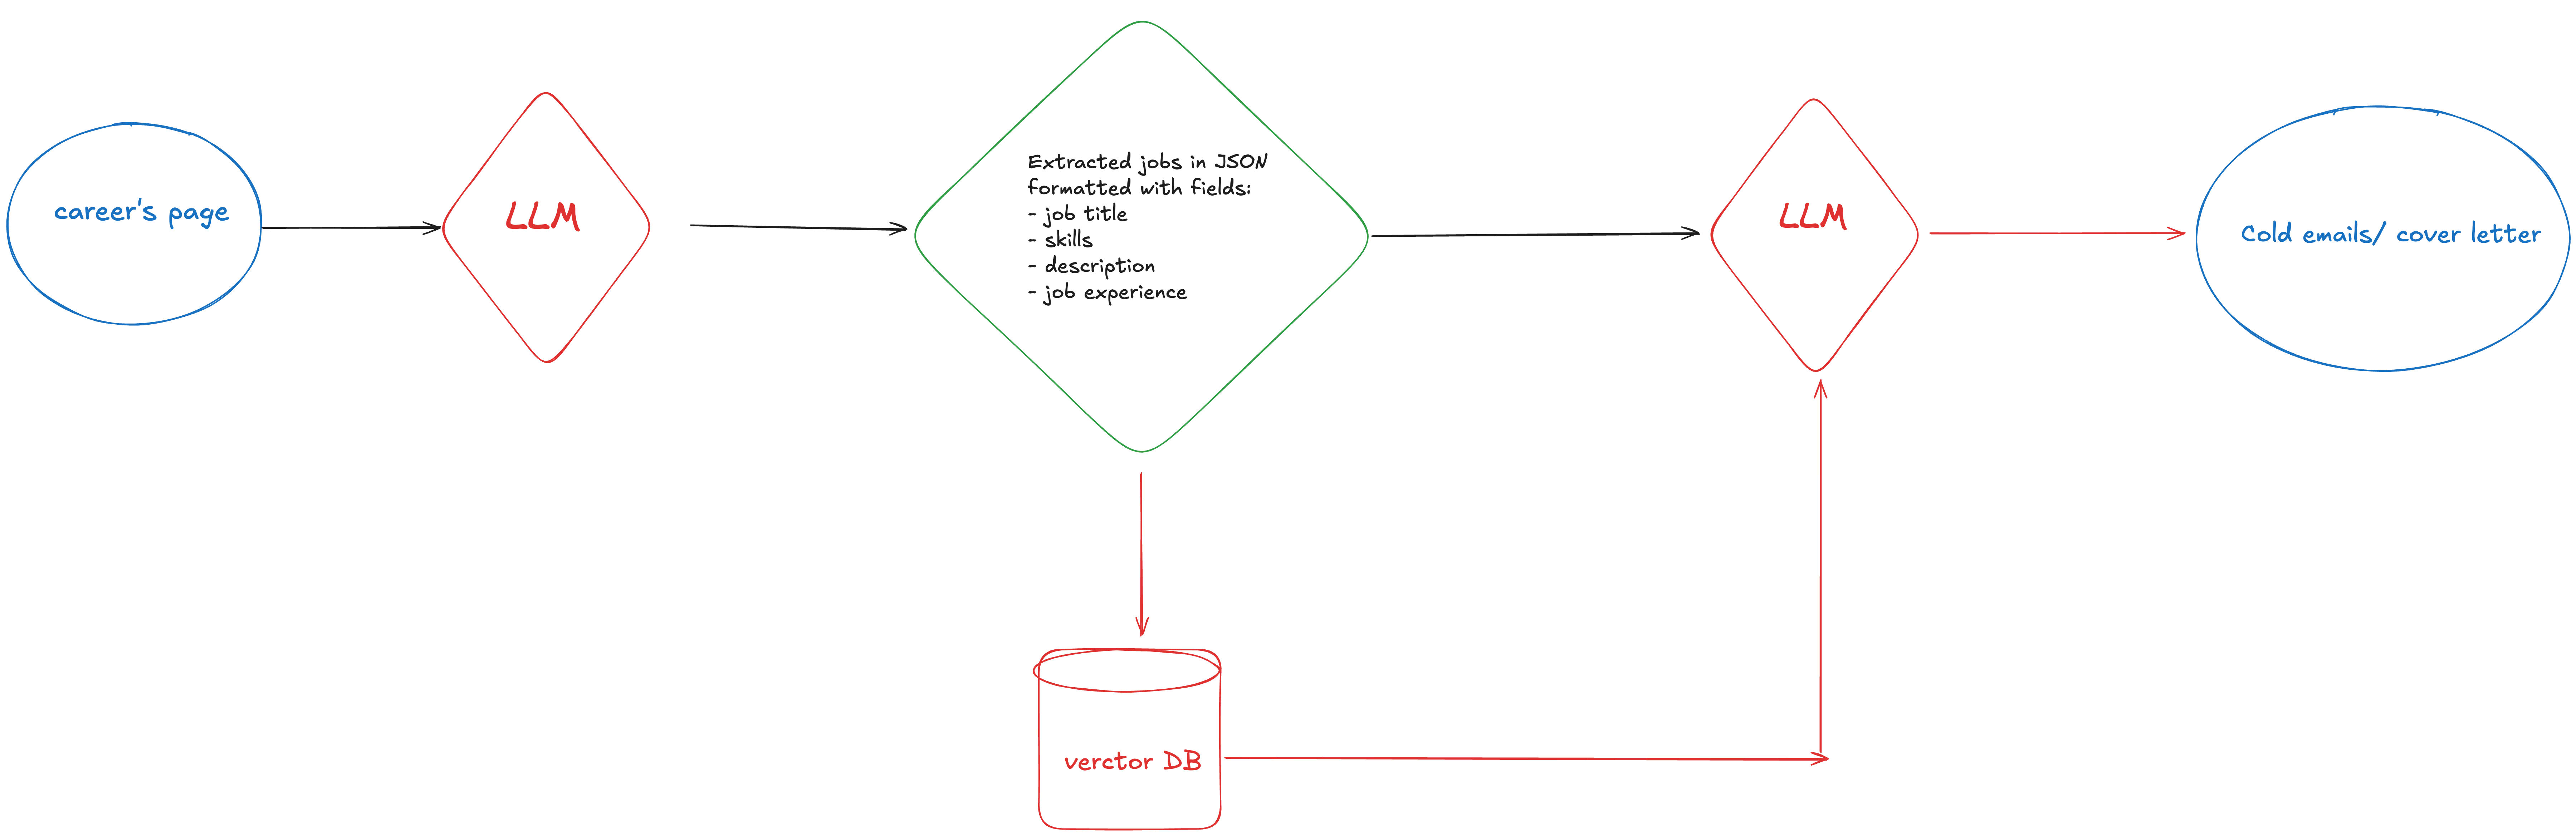 career's page
LLM
Extracted jobs in JSON
formatted with fields:
- job title
- skills
- description
- job experience
LLM
Cold emails/ cover letter
verctor DB